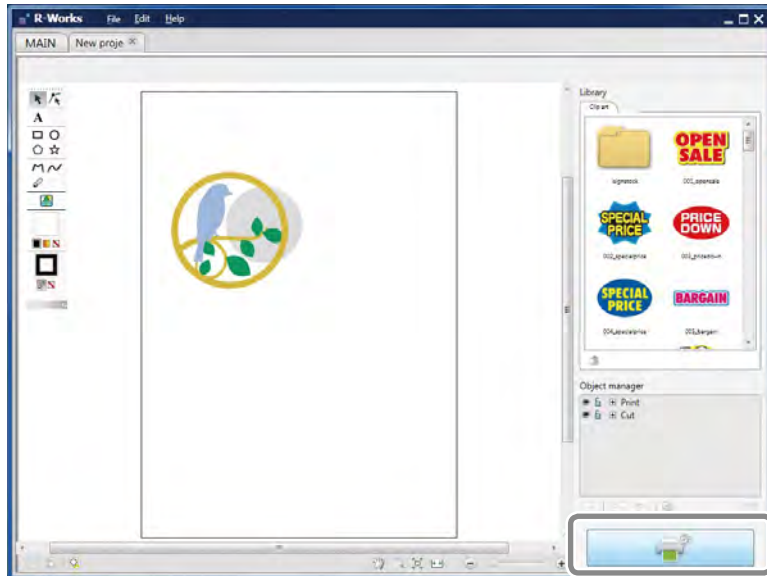 R-Works File Edit Help
MAIN New proje
Library
Clip art
A
signstock
OPEN
SALE
SPECIAL
PRICE
PRICE
DOWN
SPECIAL
PRICE
BARGAIN
Object manager
Print
Cut